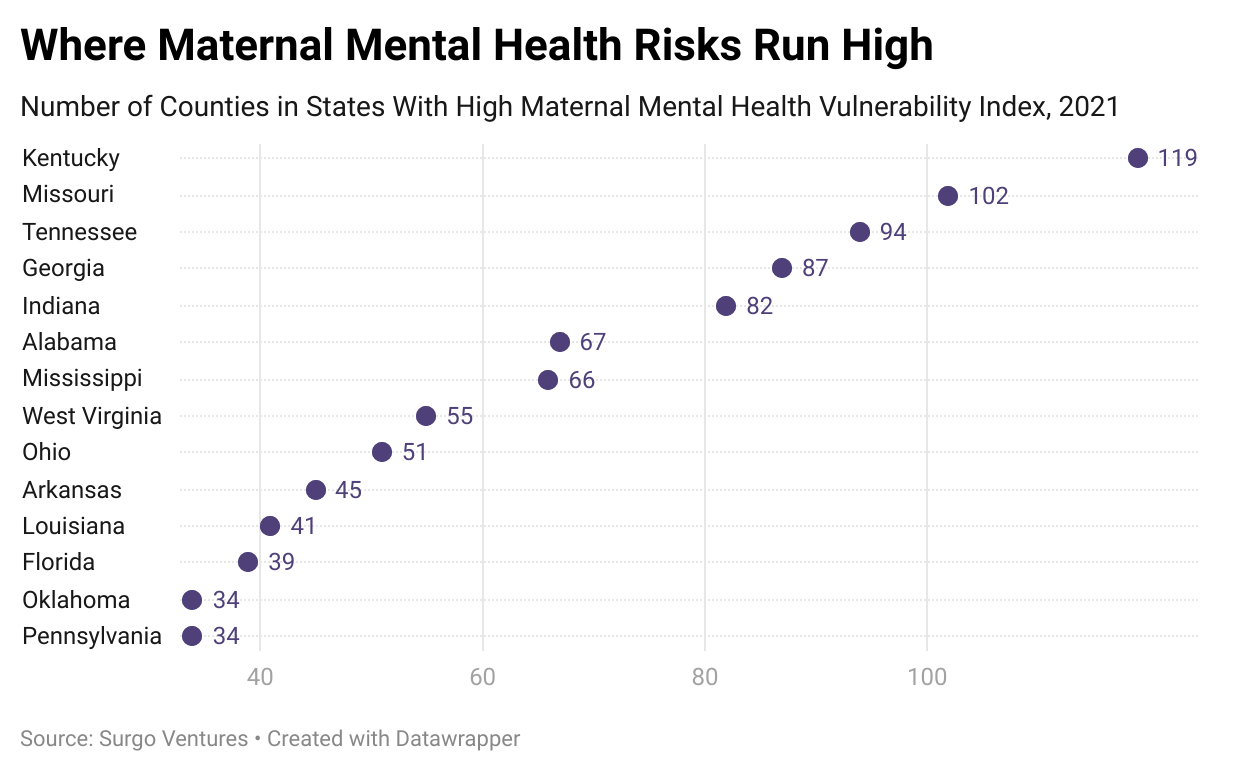 Where Maternal Mental Health Risks Run High
Number of Counties in States With High Maternal Mental Health Vulnerability Index, 2021
Kentucky 119
Missouri 102
Tennessee 94
Georgia 87
Indiana 82
Alabama 67
Mississippi 66
West Virginia 55
Ohio 51
Arkansas 45
Louisiana 41
Florida 39
Oklahoma 34
Pennsylvania 34
40 60 80 100
Source: Surgo Ventures • Created with Datawrapper